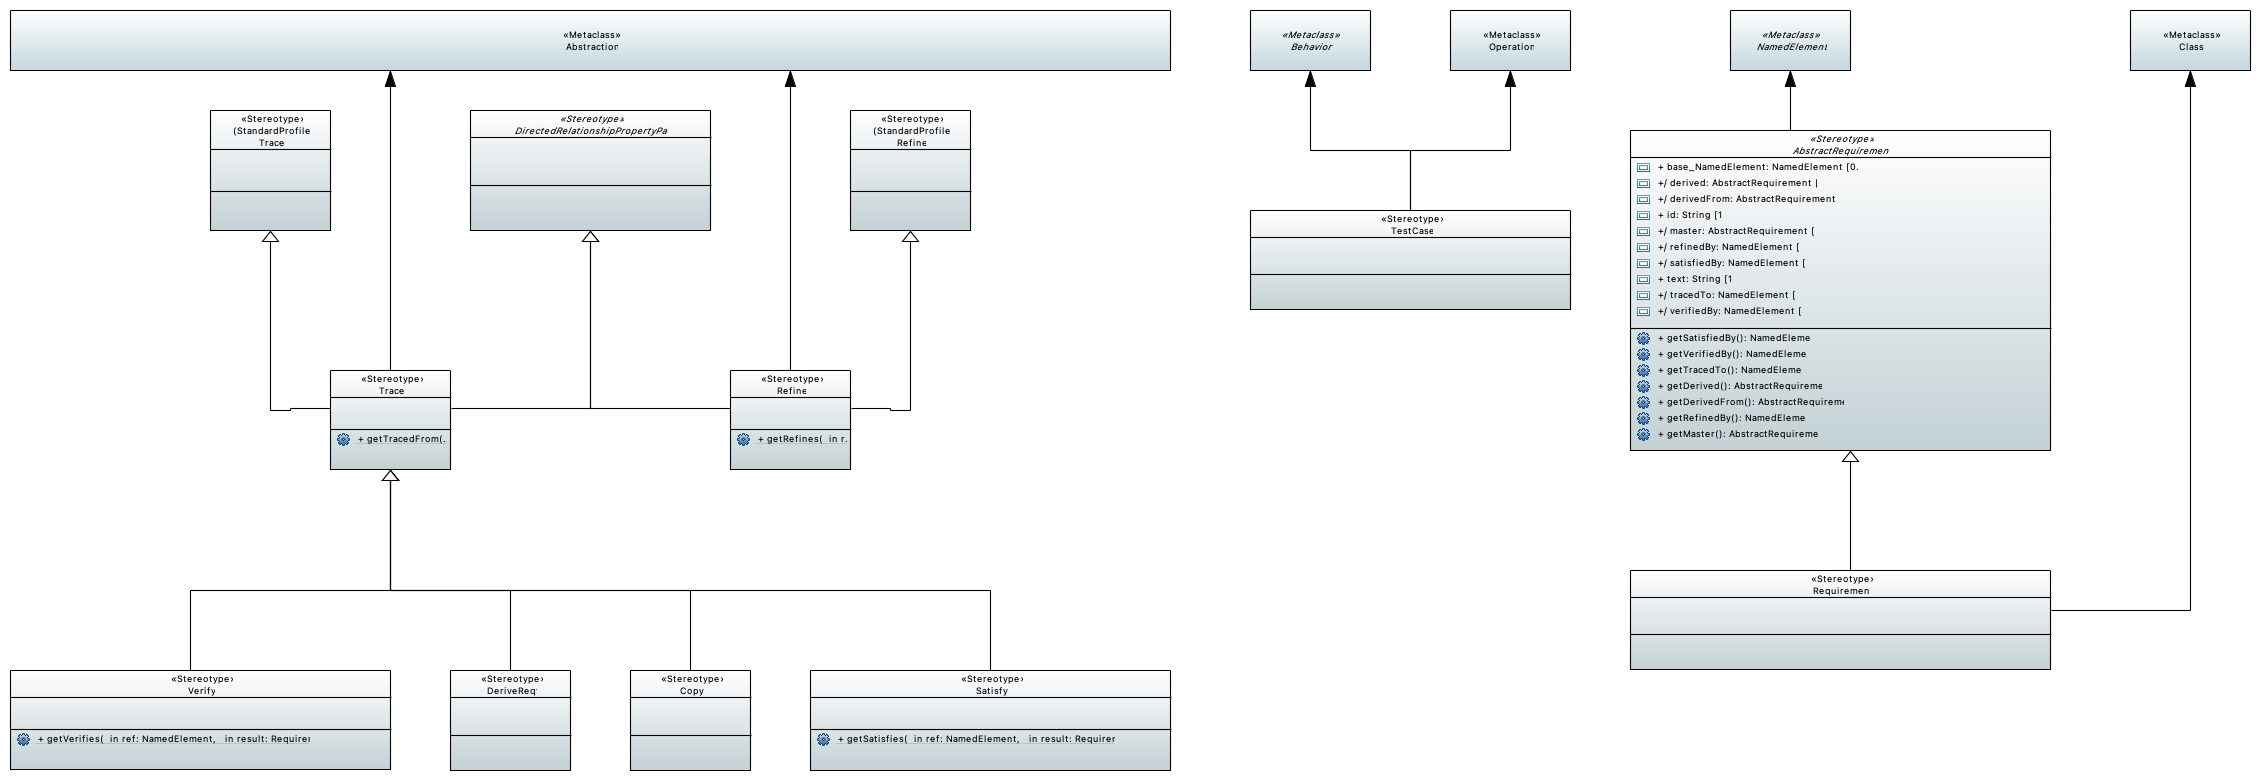 «Metaclass»
Abstraction
«Metaclass»
Behavior
«Metaclass»
Operation
«Metaclass»
NamedElement
«Metaclass»
Class
«Stereotype›
(StandardProfile
Trace
«Stereotype»
DirectedRelationshipPropertyPa
«Stereotype›
(StandardProfile
Refine
«Stereotype»
AbstractRequiremen
+ base_NamedElement: NamedElement [0.
+/ derived: AbstractRequirement |
+/ derivedFrom: AbstractRequirement
+ id: String [1
+/ master: AbstractRequirement [
+/ refinedBy: NamedElement [
+/ satisfiedBy: NamedElement [
+ text: String [1
+/ tracedTo: NamedElement [
+/ verifiedBy: NamedElement [
+ getSatisfiedBy(): NamedEleme
+ getVerifiedBy(): NamedEleme
+ getTracedTo(): NamedEleme
+ getDerived(): AbstractRequireme
+ getDerivedFrom(): AbstractRequireme
+ getRefinedBy(): NamedEleme
+ getMaster(): AbstractRequireme
«Stereotype›
TestCase
«Stereotype›
Trace
+ getTracedFrom(.
«Stereotype›
Refine
+ getRefines( in r.
«Stereotype›
Requiremen
«Stereotype›
Verify
+ getVerifies( in ref: NamedElement, in result: Requirer
«Stereotype›
DeriveReq
«Stereotype›
Copy
«Stereotype›
Satisfy
+ getSatisfies( in ref: NamedElement, in result: Requirer